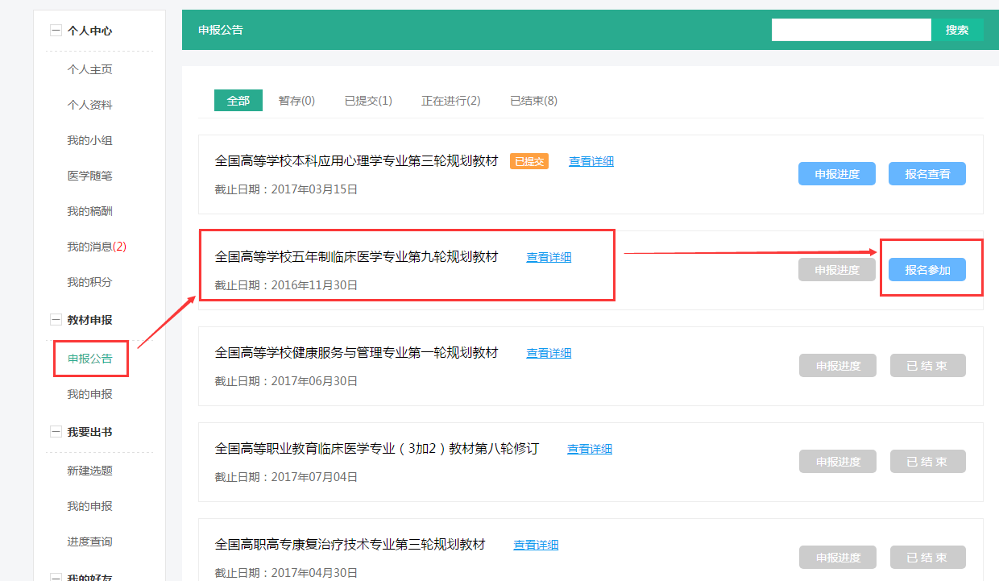 个人中心
个人主页
个人资料
我的小组
医学随笔
我的稿酬
我的消息(2)
我的积分
教材申报
申报公告
我的申报
我要出书
新建选题
我的申报
进度查询
我的好友
申报公告
搜索
全部 暂存(0) 已提交(1) 正在进行(2) 已结束(8)
全国高等学校本科应用心理学专业第三轮规划教材 已提交 查看详细
截止日期：2017年03月15日
申报进度 报名查看
全国高等学校五年制临床医学专业第九轮规划教材 查看详细
截止日期：2016年11月30日
申报进度 报名参加
全国高等学校健康服务与管理专业第一轮规划教材 查看详细
截止日期：2017年06月30日
申报进度 已 结 束
全国高等职业教育临床医学专业（3加2）教材第八轮修订 查看详细
截止日期：2017年07月04日
申报进度 已 结 束
全国高职高专康复治疗技术专业第三轮规划教材 查看详细
截止日期：2017年04月30日
申报进度 已 结 束